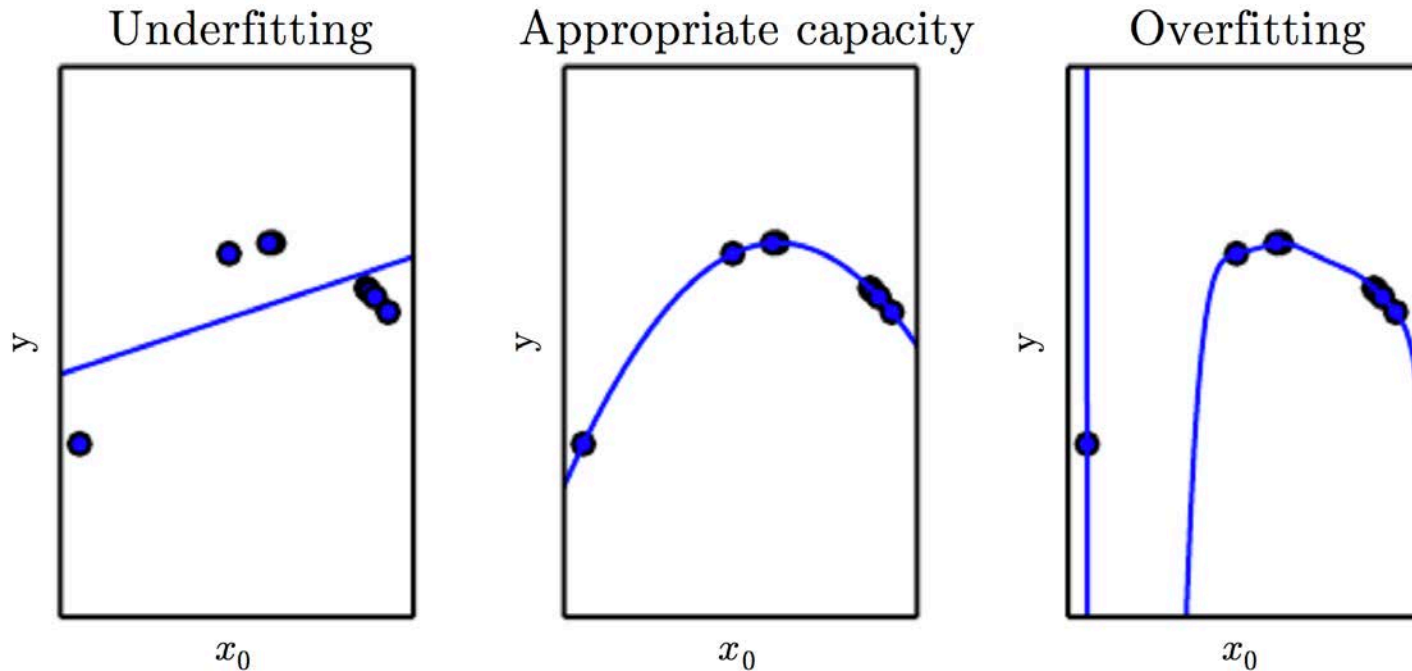 Underfitting
Appropriate capacity
Overfitting
y
y
y
x₀
x₀
x₀